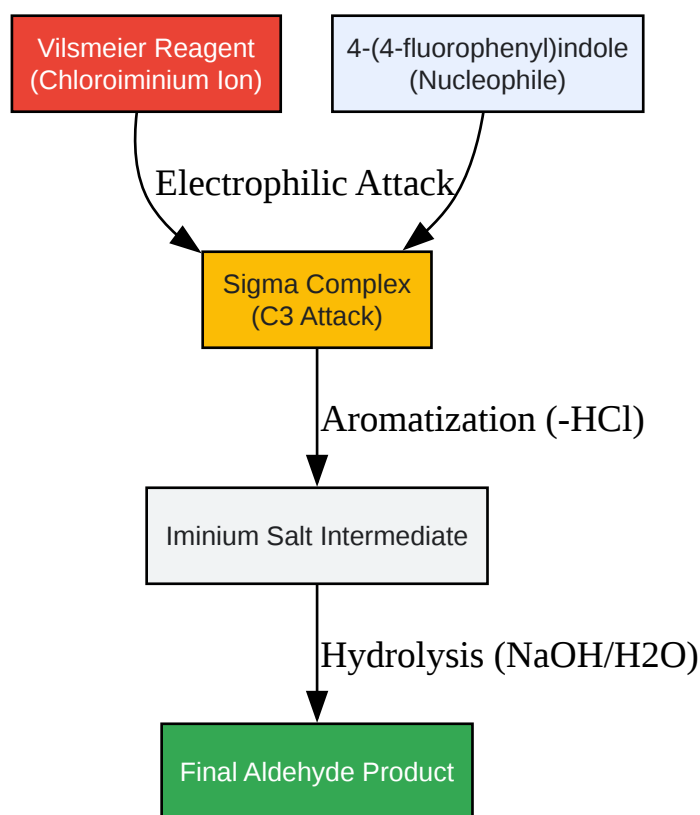 Vilsmeier Reagent
(Chloroiminium Ion)
4-(4-fluorophenyl)indole
(Nucleophile)
Electrophilic Attack
Sigma Complex
(C3 Attack)
Aromatization (-HCl)
Iminium Salt Intermediate
Hydrolysis (NaOH/H2O)
Final Aldehyde Product